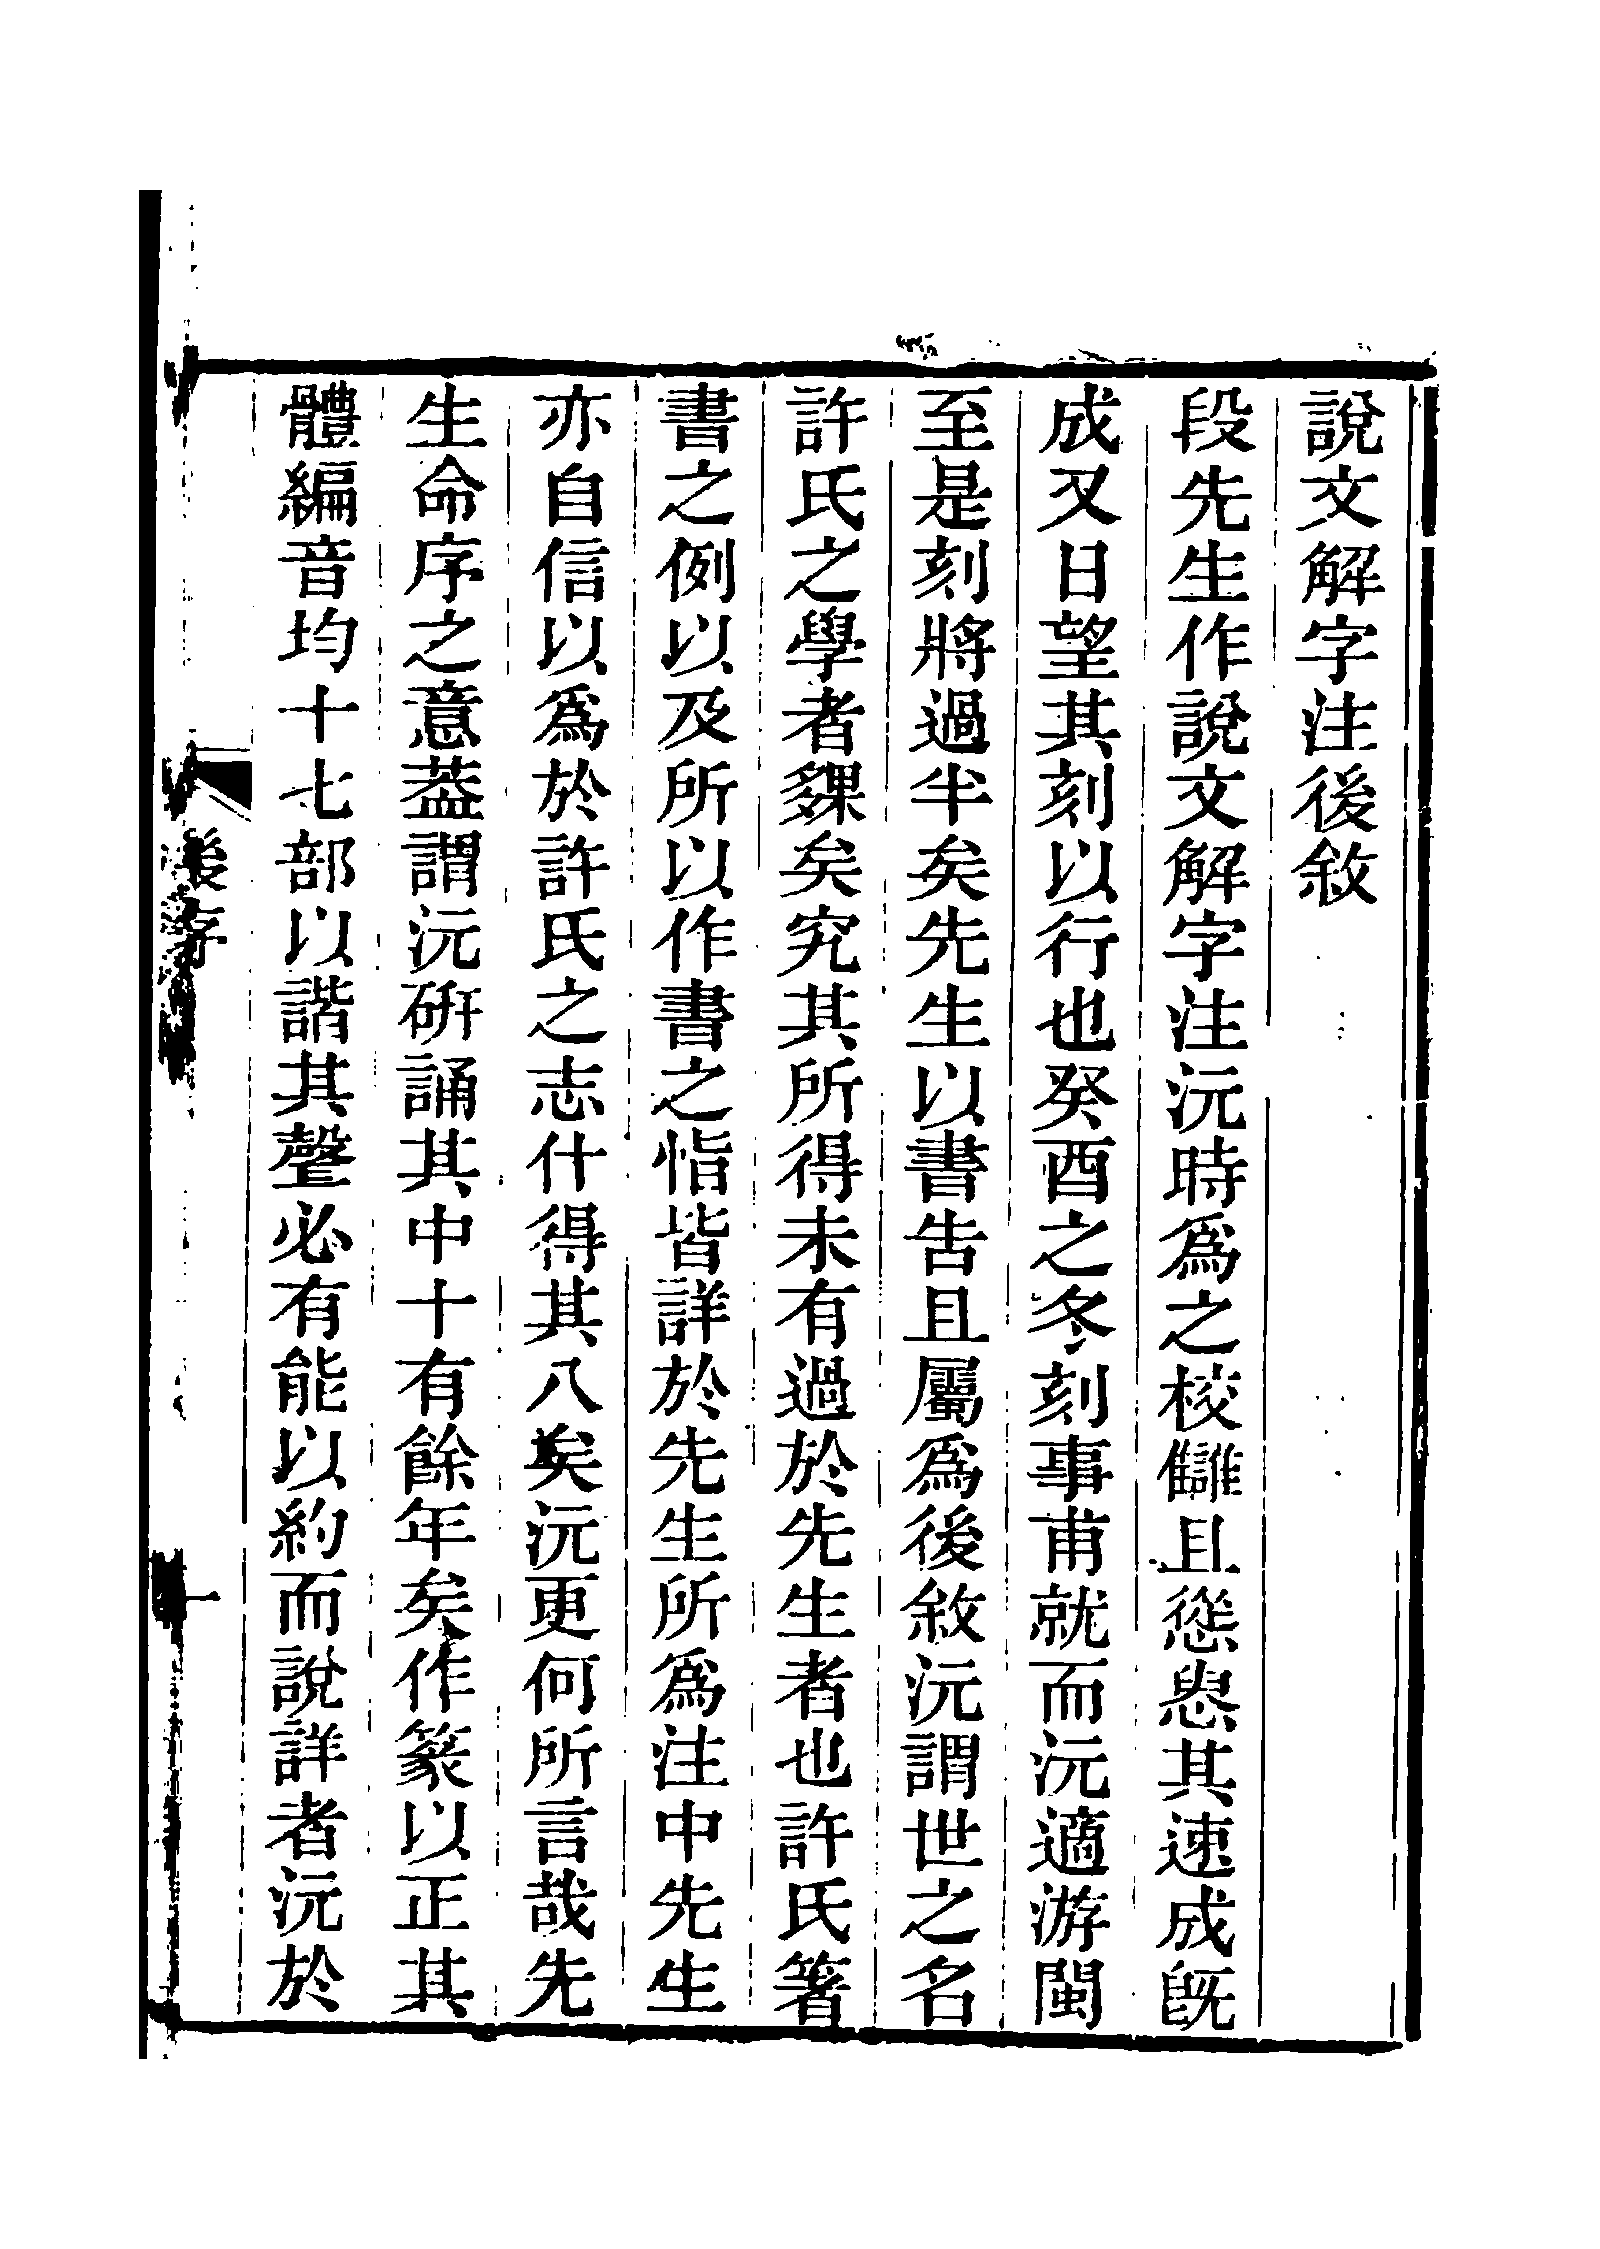 說文解字注後敘
段先生作說文解字注沅時爲之校讎且慫恿其速成旣
成又日望其刻以行也癸酉之冬刻事甫就而沅適游閩
至是刻將過半矣先生以書告且屬爲後敘沅謂世之名
許氏之學者夥矣究其所得未有過於先生者也許氏箸
書之例以及所以作書之恉皆詳於先生所爲注中先生
亦自信以爲於許氏之志什得其八矣沅更何所言哉先
生命序之意葢謂沅硏誦其中十有餘年矣作篆以正其
體編音均十七部以諧其聲必有能以約而說詳者沅於
後序
一